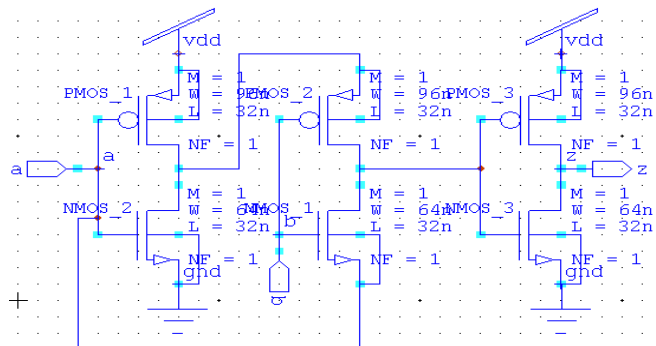 vdd
vdd
M = 1
M = 1
M = 1
PMOS_1
W = 96n
PMOS_2
W = 96n
PMOS_3
W = 96n
L = 32n
L = 32n
L = 32n
NF = 1
NF = 1
NF = 1
a
a
z
z
M = 1
M = 1
M = 1
NMOS_2
W = 64n
NMOS_1
W = 64n
NMOS_3
W = 64n
L = 32n
b
L = 32n
L = 32n
NF = 1
NF = 1
NF = 1
gnd
gnd
b